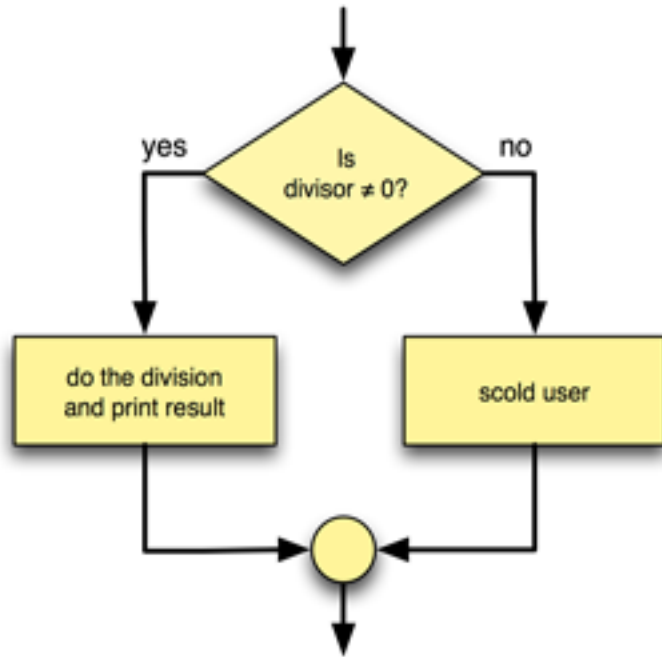 Is
divisor ≠ 0?
yes
no
do the division
and print result
scold user